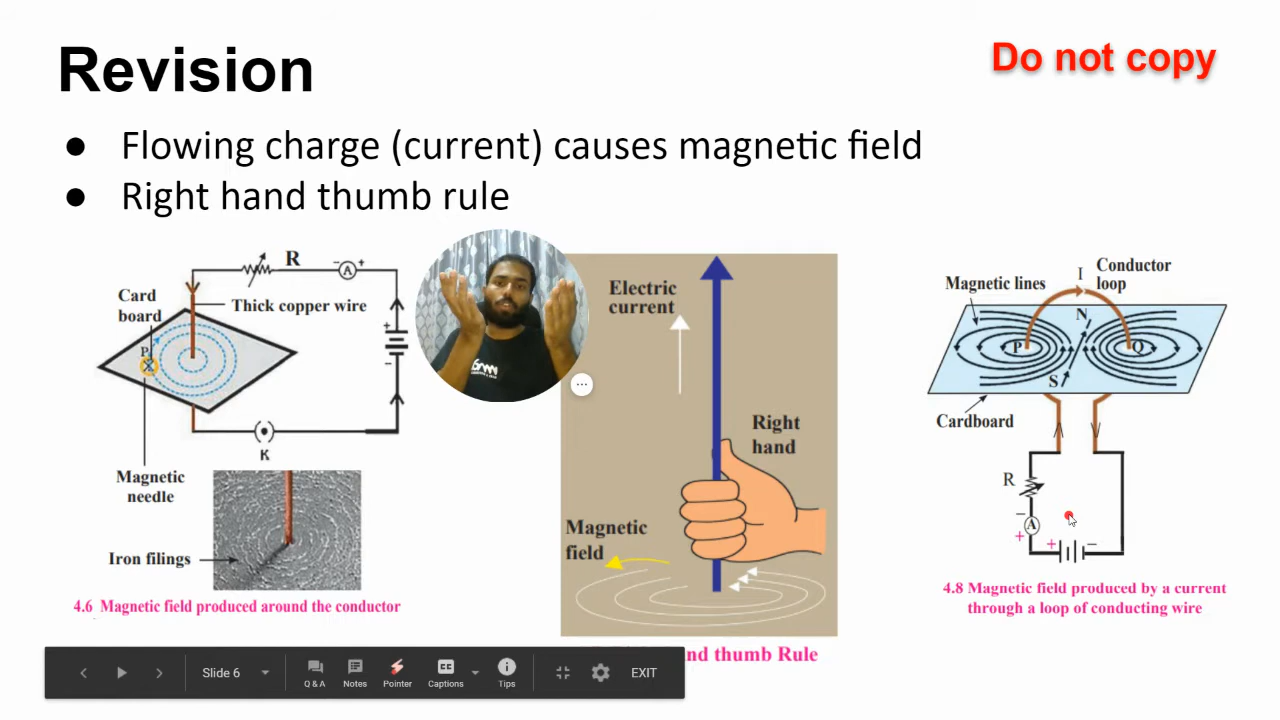 Revision
Do not copy
● Flowing charge (current) causes magnetic field
● Right hand thumb rule
R
− A +
Card
board
Thick copper wire
P
+
−
K
Magnetic
needle
Iron filings
4.6 Magnetic field produced around the conductor
Electric
current
Right
hand
Magnetic
field
nd thumb Rule
I
Conductor
loop
Magnetic lines
N
P
Q
S
Cardboard
R
−
A
+
+ −
4.8 Magnetic field produced by a current
through a loop of conducting wire
Slide 6
Q & A
Notes
Pointer
Captions
Tips
EXIT